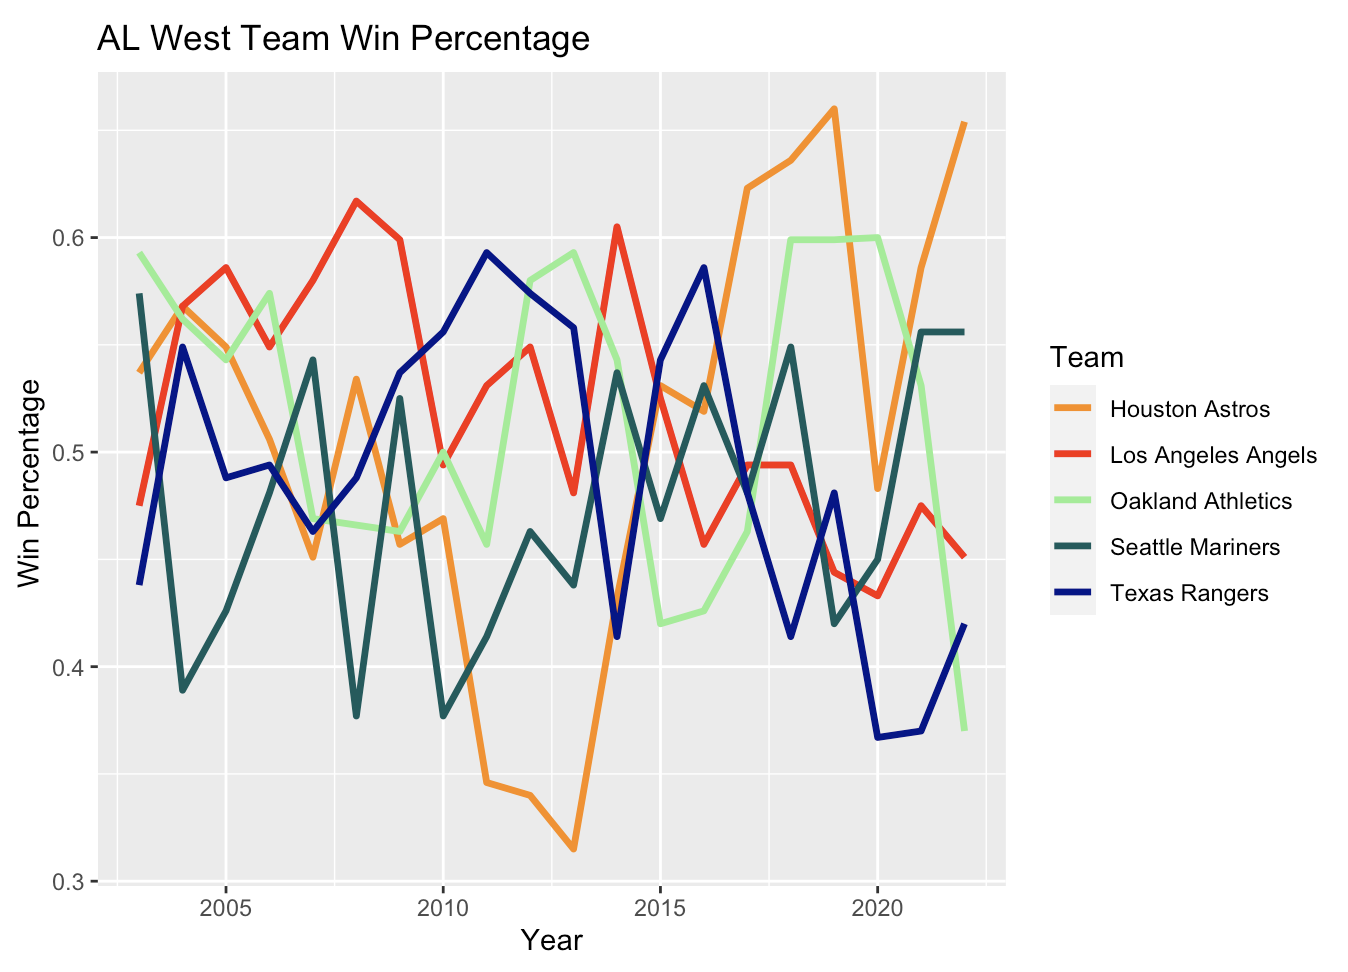 AL West Team Win Percentage
Win Percentage
0.6
0.5
0.4
0.3
2005
2010
2015
2020
Year
Team
Houston Astros
Los Angeles Angels
Oakland Athletics
Seattle Mariners
Texas Rangers